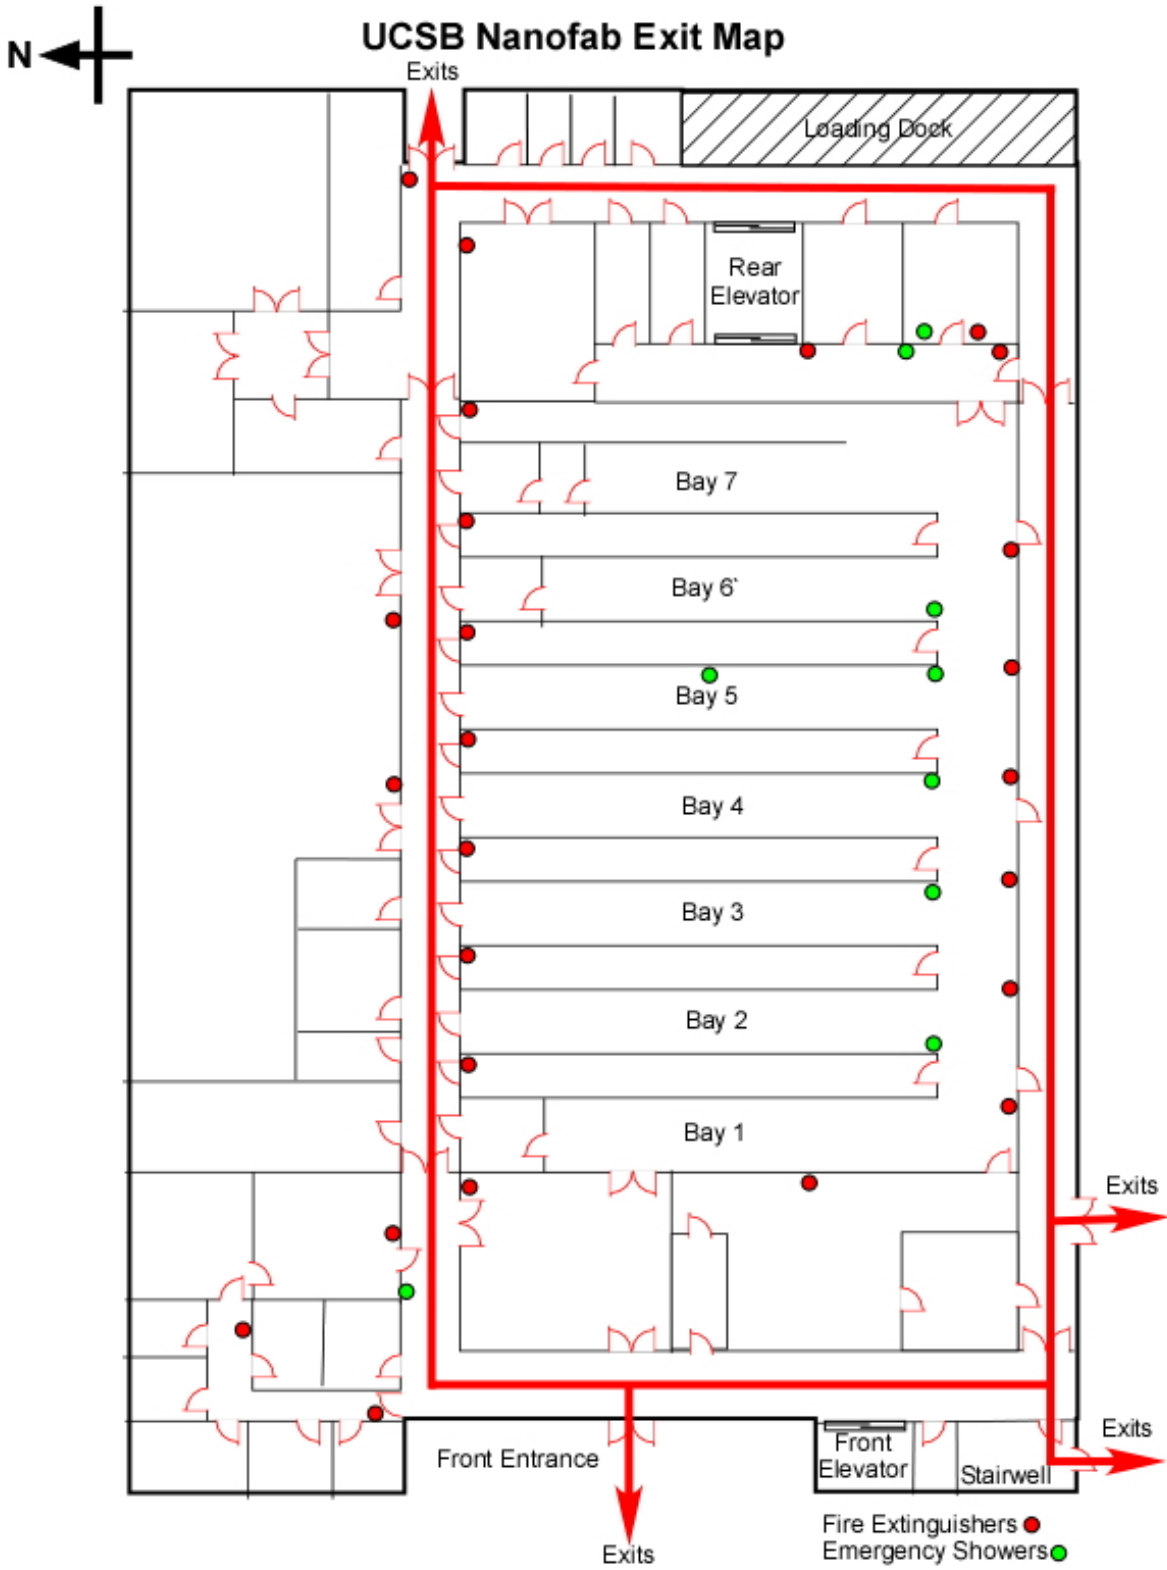 UCSB Nanofab Exit Map
N
Exits
Loading Dock
Rear
Elevator
Bay 7
Bay 6`
Bay 5
Bay 4
Bay 3
Bay 2
Bay 1
Exits
Exits
Front Entrance
Front
Elevator
Stairwell
Fire Extinguishers
Emergency Showers
Exits